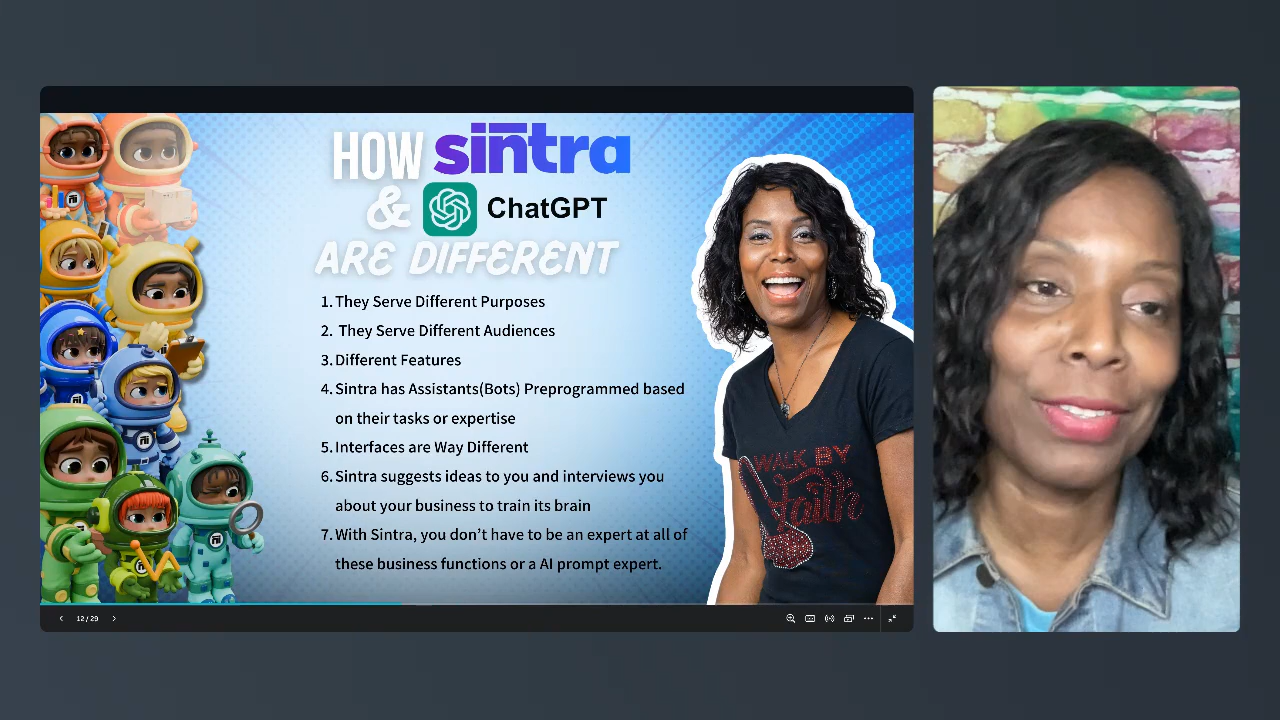 HOW sintra
& ChatGPT
ARE DIFFERENT
1. They Serve Different Purposes
2. They Serve Different Audiences
3. Different Features
4. Sintra has Assistants(Bots) Preprogrammed based
on their tasks or expertise
5. Interfaces are Way Different
6. Sintra suggests ideas to you and interviews you
about your business to train its brain
7. With Sintra, you don’t have to be an expert at all of
these business functions or a AI prompt expert.
WALK BY
Faith
12 / 29